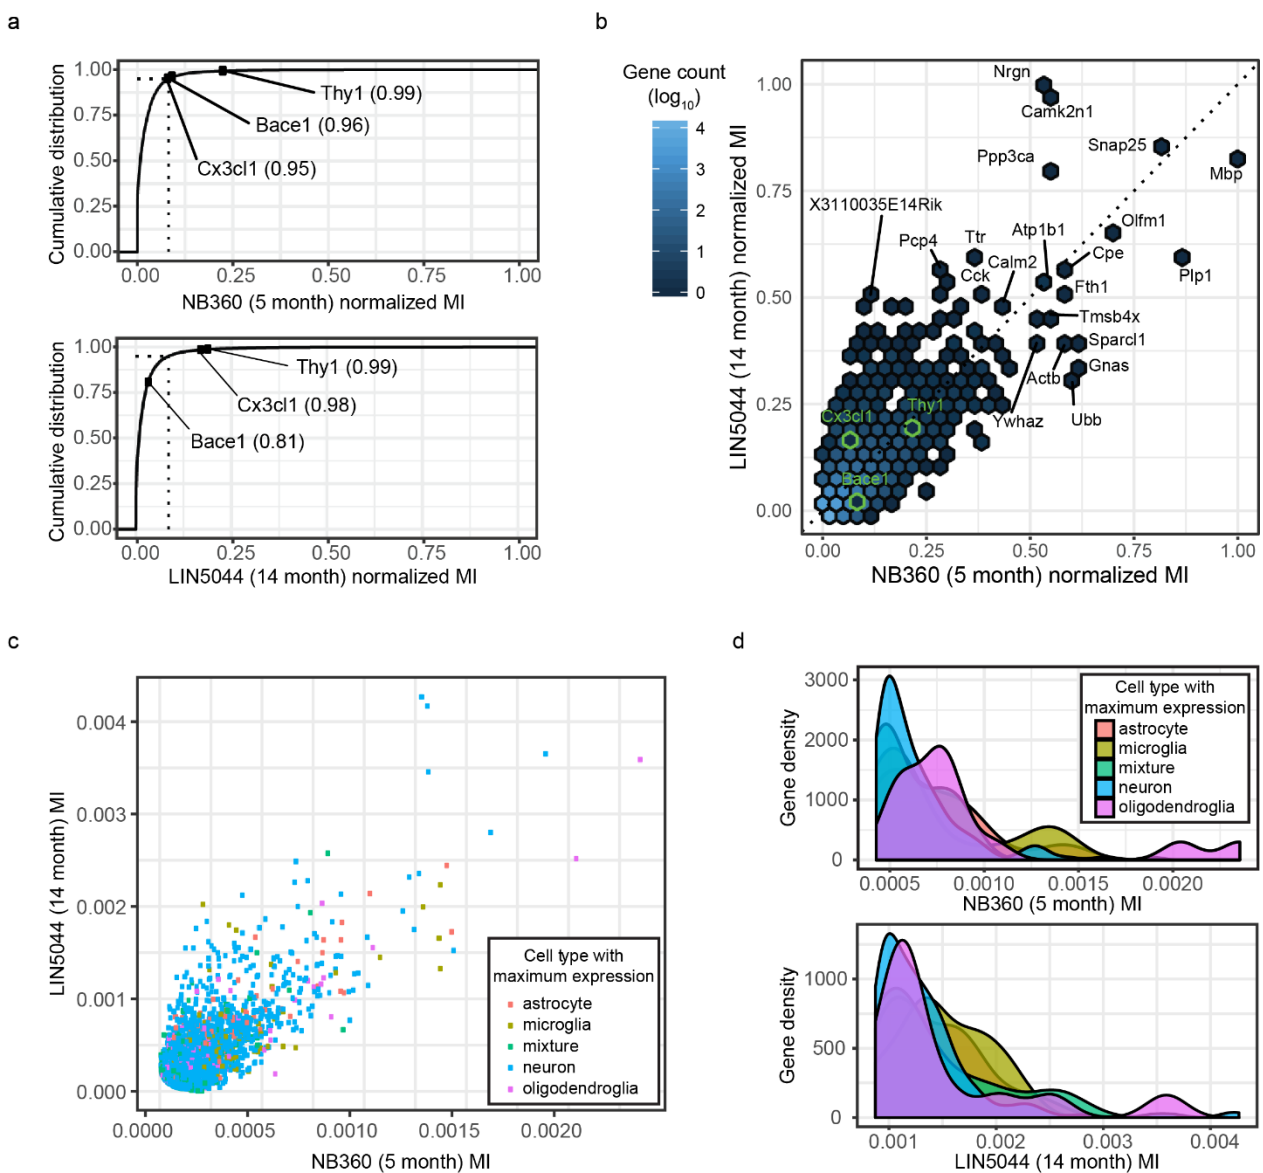 a
Cumulative distribution
1.00
0.75
0.50
0.25
0.00
Thy1 (0.99)
Bace1 (0.96)
Cx3cl1 (0.95)
0.00 0.25 0.50 0.75 1.00
NB360 (5 month) normalized MI
Cumulative distribution
1.00
0.75
0.50
0.25
0.00
Thy1 (0.99)
Cx3cl1 (0.98)
Bace1 (0.81)
0.00 0.25 0.50 0.75 1.00
LIN5044 (14 month) normalized MI
b
Gene count
(log10)
4
3
2
1
0
LIN5044 (14 month) normalized MI
1.00
0.75
0.50
0.25
0.00
Nrgn
Camk2n1
Snap25
Ppp3ca
Mbp
X3110035E14Rik
Olfm1
Atp1b1
Pcp4
Ttr
Cpe
Calm2
Cck
Plp1
Fth1
Tmsb4x
Sparcl1
Gnas
Actb
Ywhaz
Ubb
Thy1
Cx3cl1
Bace1
0.00 0.25 0.50 0.75 1.00
NB360 (5 month) normalized MI
c
LIN5044 (14 month) MI
0.004
0.003
0.002
0.001
0.000
Cell type with
maximum expression
astrocyte
microglia
mixture
neuron
oligodendroglia
0.0000 0.0005 0.0010 0.0015 0.0020
NB360 (5 month) MI
d
Gene density
3000
2000
1000
0
Cell type with
maximum expression
astrocyte
microglia
mixture
neuron
oligodendroglia
0.0005 0.0010 0.0015 0.0020
NB360 (5 month) MI
Gene density
1000
500
0
0.001 0.002 0.003 0.004
LIN5044 (14 month) MI